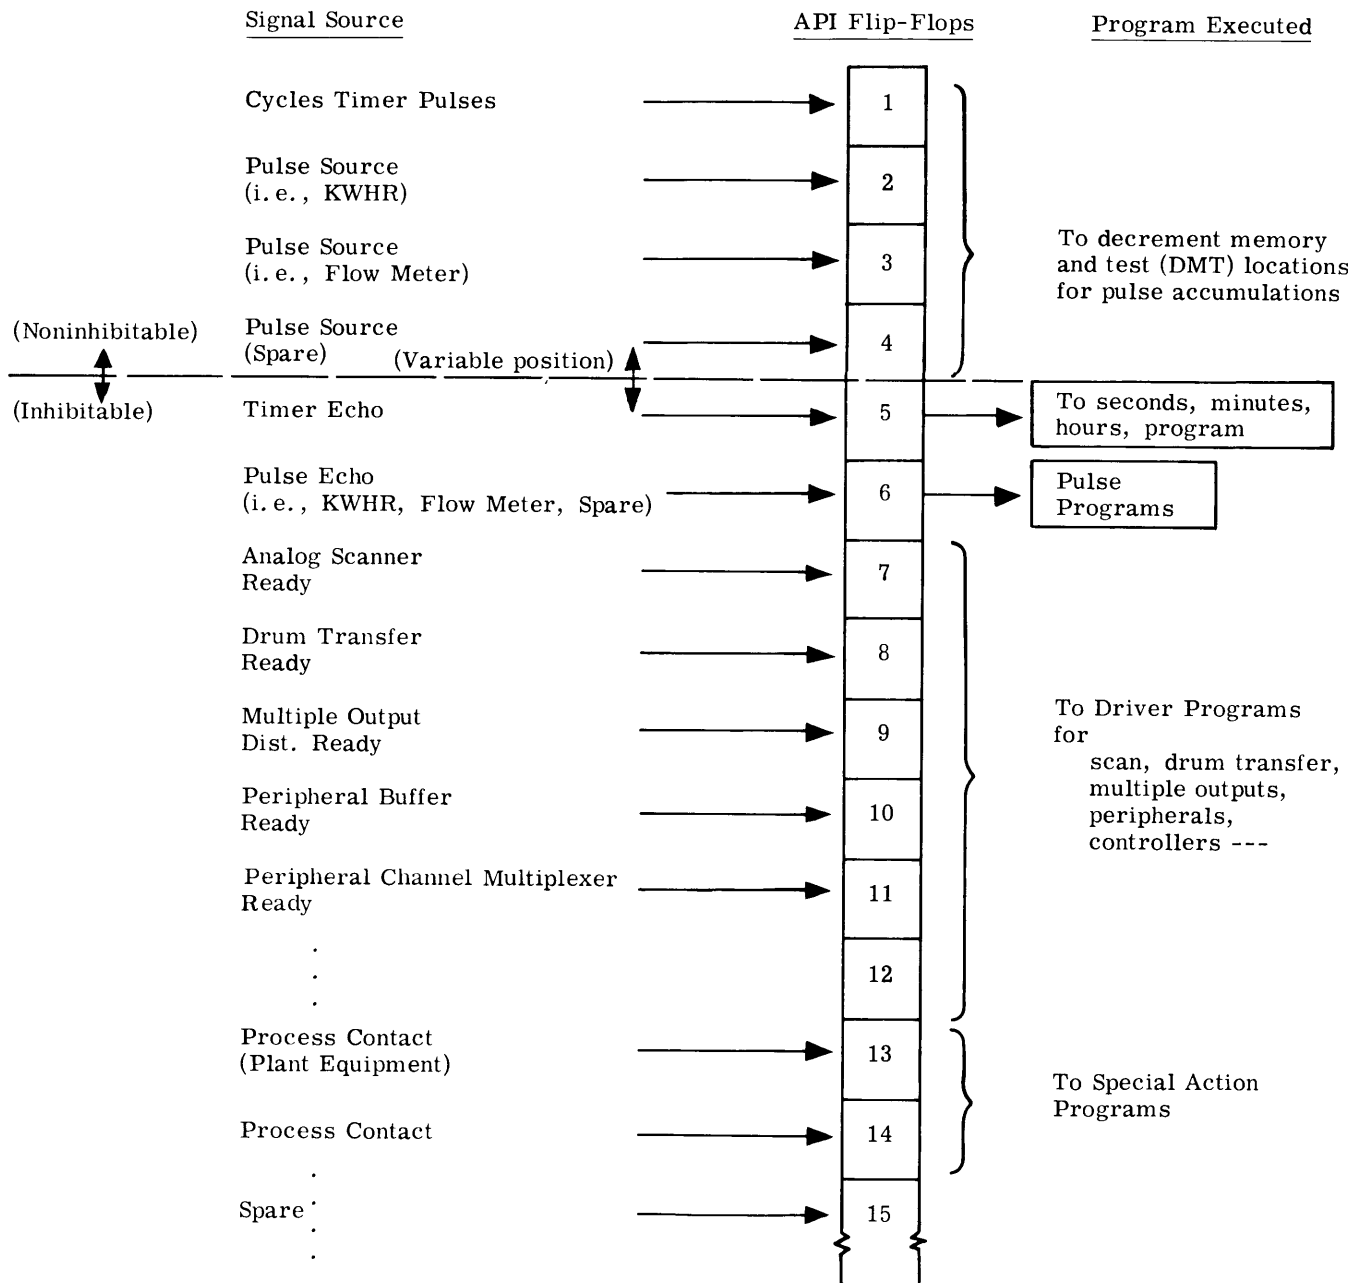 Signal Source
API Flip-Flops
Program Executed
Cycles Timer Pulses
1
Pulse Source
(i. e., KWHR)
2
Pulse Source
(i. e., Flow Meter)
3
To decrement memory
and test (DMT) locations
for pulse accumulations
(Noninhibitable)
Pulse Source
(Spare)
(Variable position)
4
(Inhibitable)
Timer Echo
5
To seconds, minutes,
hours, program
Pulse Echo
(i. e., KWHR, Flow Meter, Spare)
6
Pulse
Programs
Analog Scanner
Ready
7
Drum Transfer
Ready
8
Multiple Output
Dist. Ready
9
To Driver Programs
for
scan, drum transfer,
multiple outputs,
peripherals,
controllers ---
Peripheral Buffer
Ready
10
Peripheral Channel Multiplexer
Ready
11
.
.
.
12
Process Contact
(Plant Equipment)
13
To Special Action
Programs
Process Contact
14
.
.
.
.
Spare
15